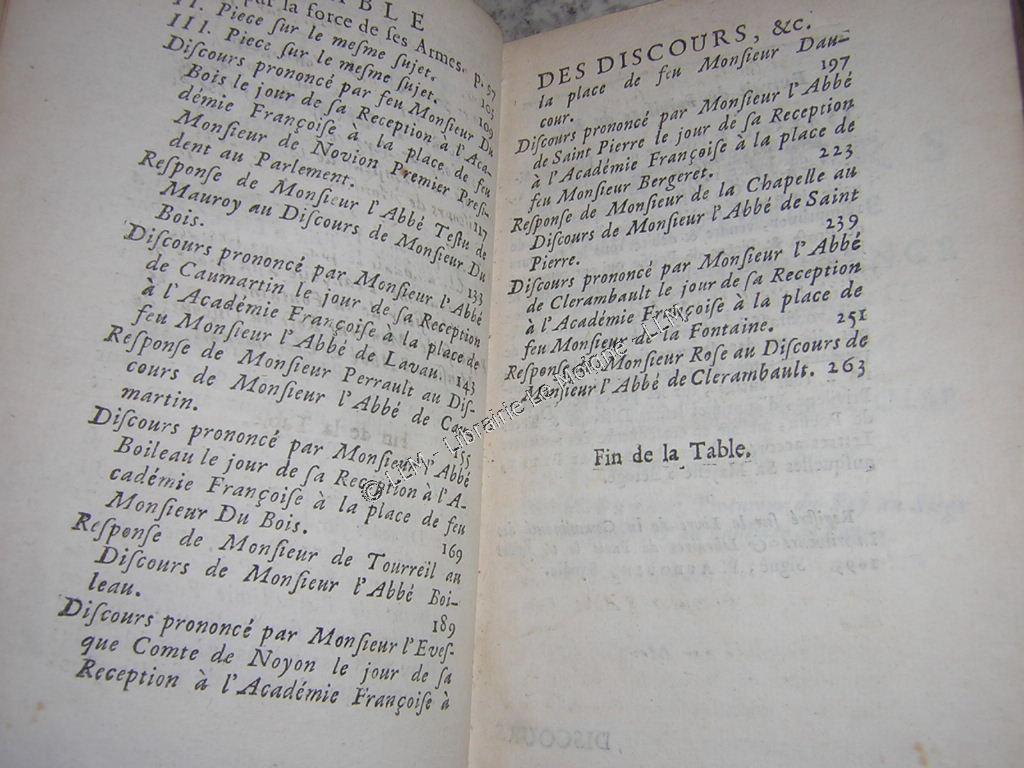 TABLE
par la force de ſes Armes. p. 97
II. Piece ſur le meſme ſujet. 103
III. Piece ſur le meſme ſujet. 109
Diſcours prononcé par feu Monſieur Du
Bois le jour de ſa Reception à l'Aca-
démie Françoiſe à la place de feu
Monſieur de Novion Premier Preſi-
dent au Parlement. 117
Reſponſe de Monſieur l'Abbé Teſtu de
Mauroy au Diſcours de Monſieur Du
Bois. 133
Diſcours prononcé par Monſieur l'Abbé
de Caumartin le jour de ſa Reception
à l'Académie Françoiſe à la place de
feu Monſieur l'Abbé de Lavau. 143
Reſponſe de Monſieur Perrault au Diſ-
cours de Monſieur l'Abbé de Cau-
martin. 155
Diſcours prononcé par Monſieur l'Abbé
Boileau le jour de ſa Reception à l'A-
cadémie Françoiſe à la place de feu
Monſieur Du Bois. 169
Reſponſe de Monſieur de Tourreil au
Diſcours de Monſieur l'Abbé Boi-
leau. 189
Diſcours prononcé par Monſieur l'Eveſ-
que Comte de Noyon le jour de ſa
Reception à l'Académie Françoiſe à
DES DISCOURS, &c.
la place de feu Monſieur Dau-
cour. 197
Diſcours prononcé par Monſieur l'Abbé
de Saint Pierre le jour de ſa Reception
à l'Académie Françoiſe à la place de
feu Monſieur Bergeret. 223
Reſponſe de Monſieur de la Chapelle au
Diſcours de Monſieur l'Abbé de Saint
Pierre. 239
Diſcours prononcé par Monſieur l'Abbé
de Clerambault le jour de ſa Reception
à l'Académie Françoiſe à la place de
feu Monſieur de la Fontaine. 251
Reſponſe de Monſieur Roſe au Diſcours de
Monſieur l'Abbé de Clerambault. 263
Fin de la Table.
© LLM - Librairie Le Moigne - LLM